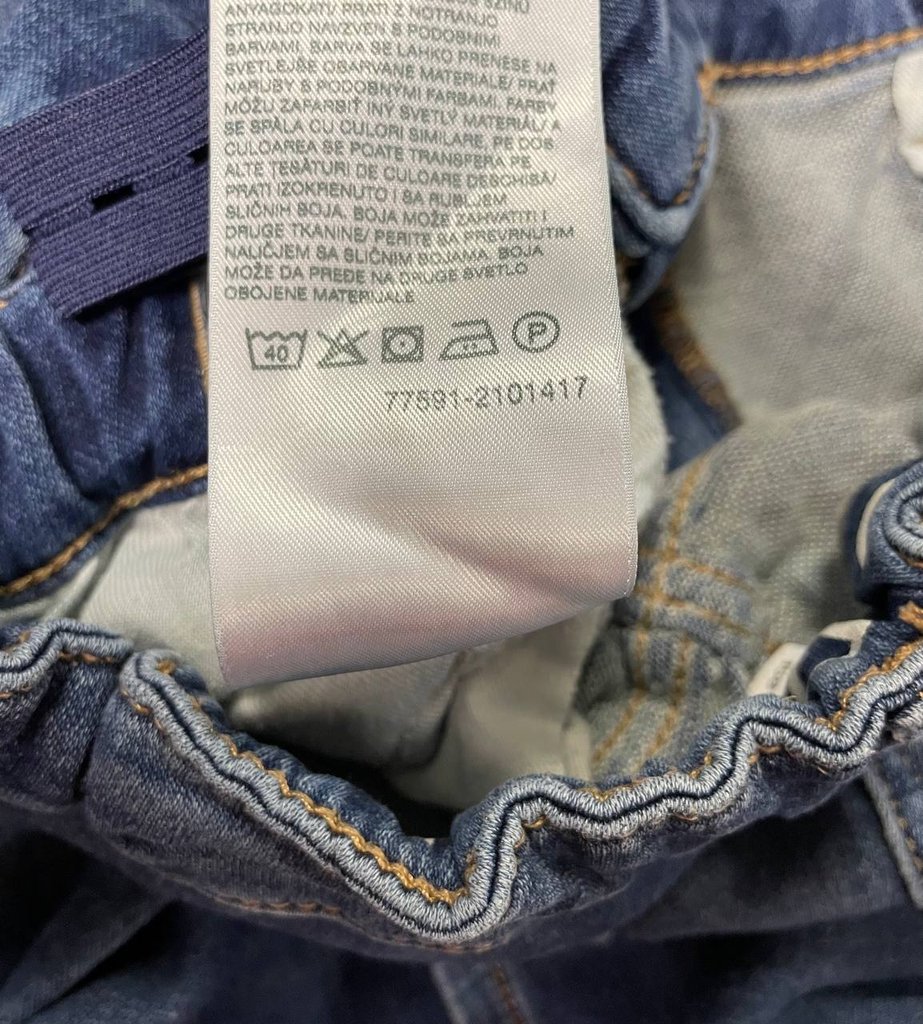 ANYAGOKAT/ PRATI Z NOTRANJO
STRANJO NAVZVEN S PODOBNIMI
BARVAMI. BARVA SE LAHKO PRENESE NA
SVETLEJŠE OBARVANE MATERIALE/ PRAŤ
NARUBY S PODOBNÝMI FARBAMI. FARBY
MÔŽU ZAFARBIŤ INÝ SVETLÝ MATERIÁL/ A
SE SPĂLA CU CULORI SIMILARE, PE DOS.
CULOAREA SE POATE TRANSFERA PE
ALTE ȚESĂTURI DE CULOARE DESCHISĂ/
PRATI IZOKRENUTO I SA RUBLJEM
SLIČNIH BOJA. BOJA MOŽE ZAHVATITI I
DRUGE TKANINE/ PERITE SA PREVRNUTIM
NALIČJEM SA SLIČNIM BOJAMA. BOJA
MOŽE DA PREĐE NA DRUGE SVETLO
OBOJENE MATERIJALE
40 P
77591-2101417